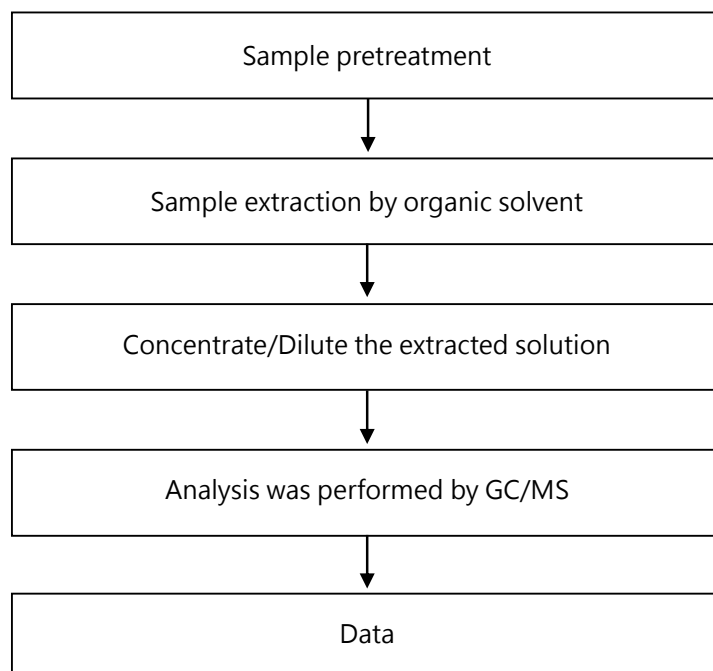 Sample pretreatment
Sample extraction by organic solvent
Concentrate/Dilute the extracted solution
Analysis was performed by GC/MS
Data